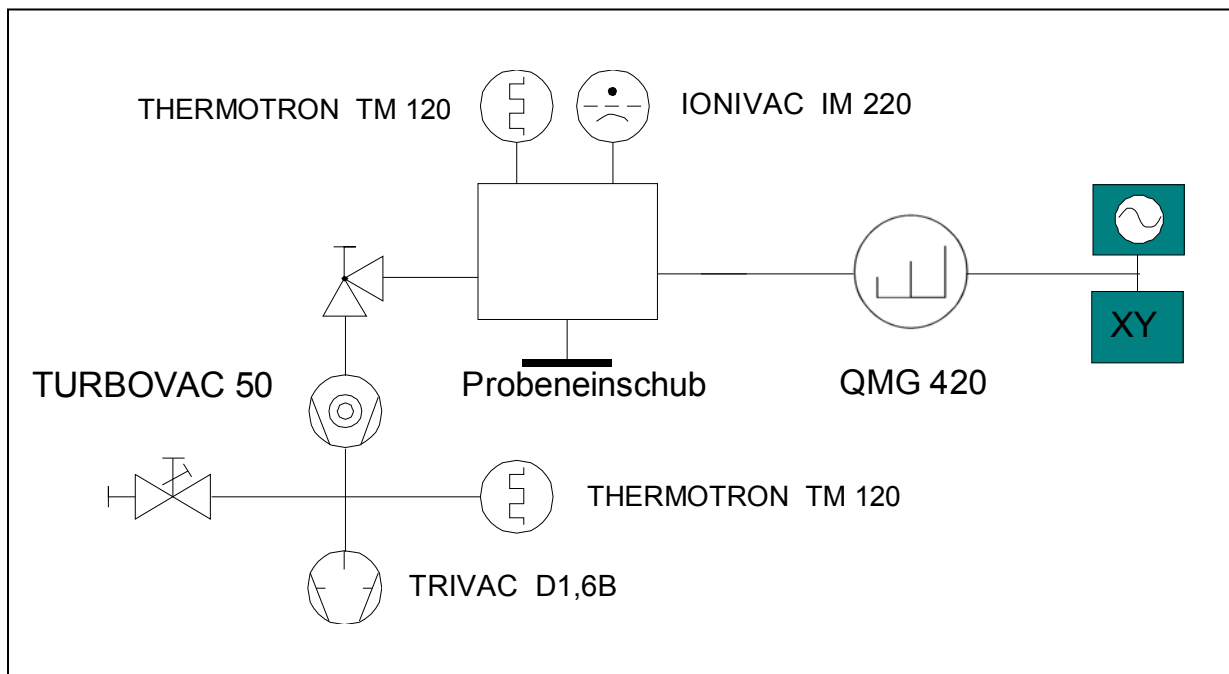 THERMOTRON TM 120
IONIVAC IM 220
XY
TURBOVAC 50
Probeneinschub
QMG 420
THERMOTRON TM 120
TRIVAC D1,6B